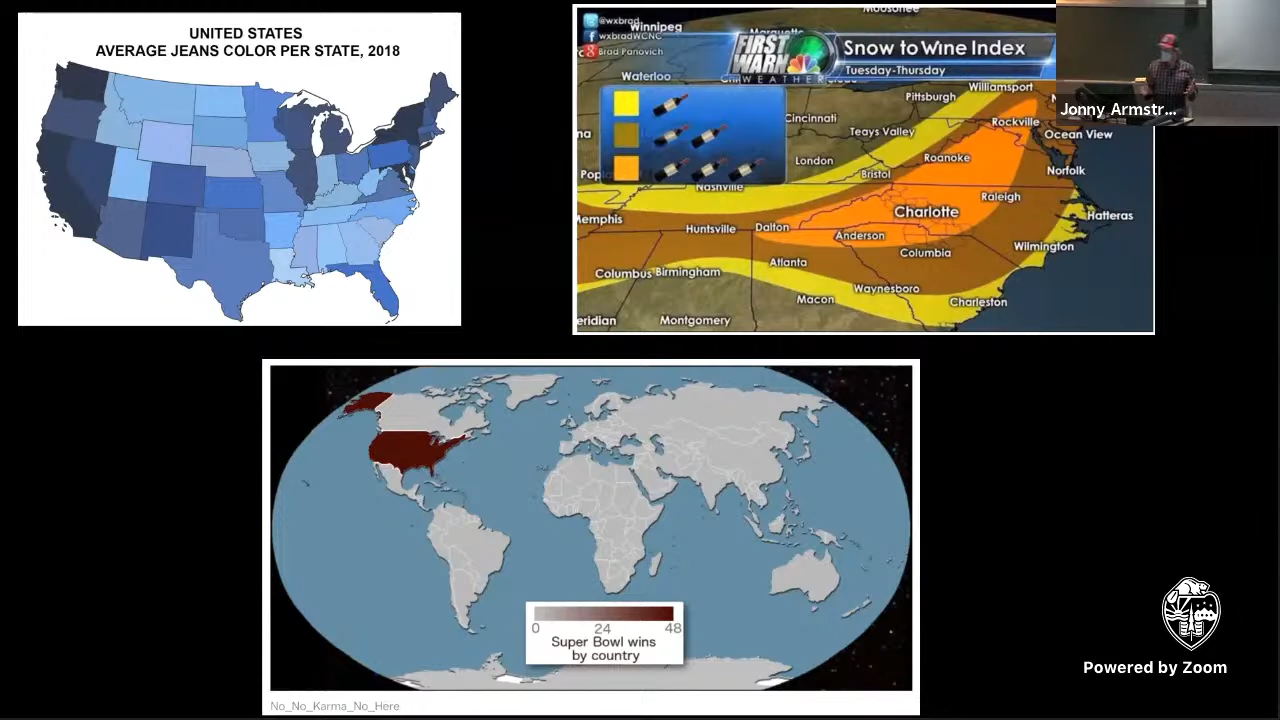 UNITED STATES
AVERAGE JEANS COLOR PER STATE, 2018
Moosonee
@wxbrad
Winnipeg
wxbradWCNC
Brad Panovich
FIRST
WARN
WEATHER
Snow to Wine Index
Tuesday-Thursday
Waterloo
Williamsport
Pittsburgh
Cincinnati
Rockville
Teays Valley
Ocean View
London
Roanoke
Bristol
Norfolk
Nashville
Raleigh
Charlotte
Hatteras
Memphis
Huntsville
Dalton
Anderson
Wilmington
Columbia
Atlanta
Columbus
Birmingham
Waynesboro
Macon
Charleston
eridian
Montgomery
Jonny_Armstr...
0 24 48
Super Bowl wins
by country
No_No_Karma_No_Here
Powered by Zoom